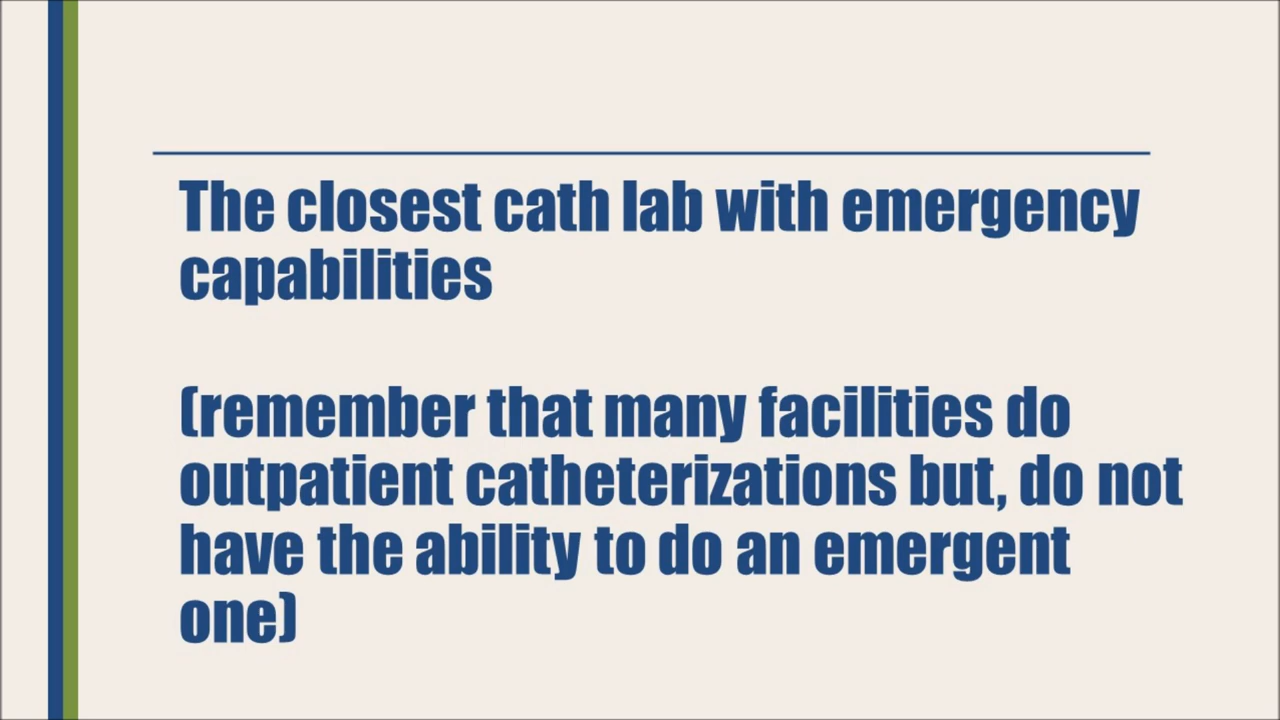 The closest cath lab with emergency
capabilities
(remember that many facilities do
outpatient catheterizations but, do not
have the ability to do an emergent
one)